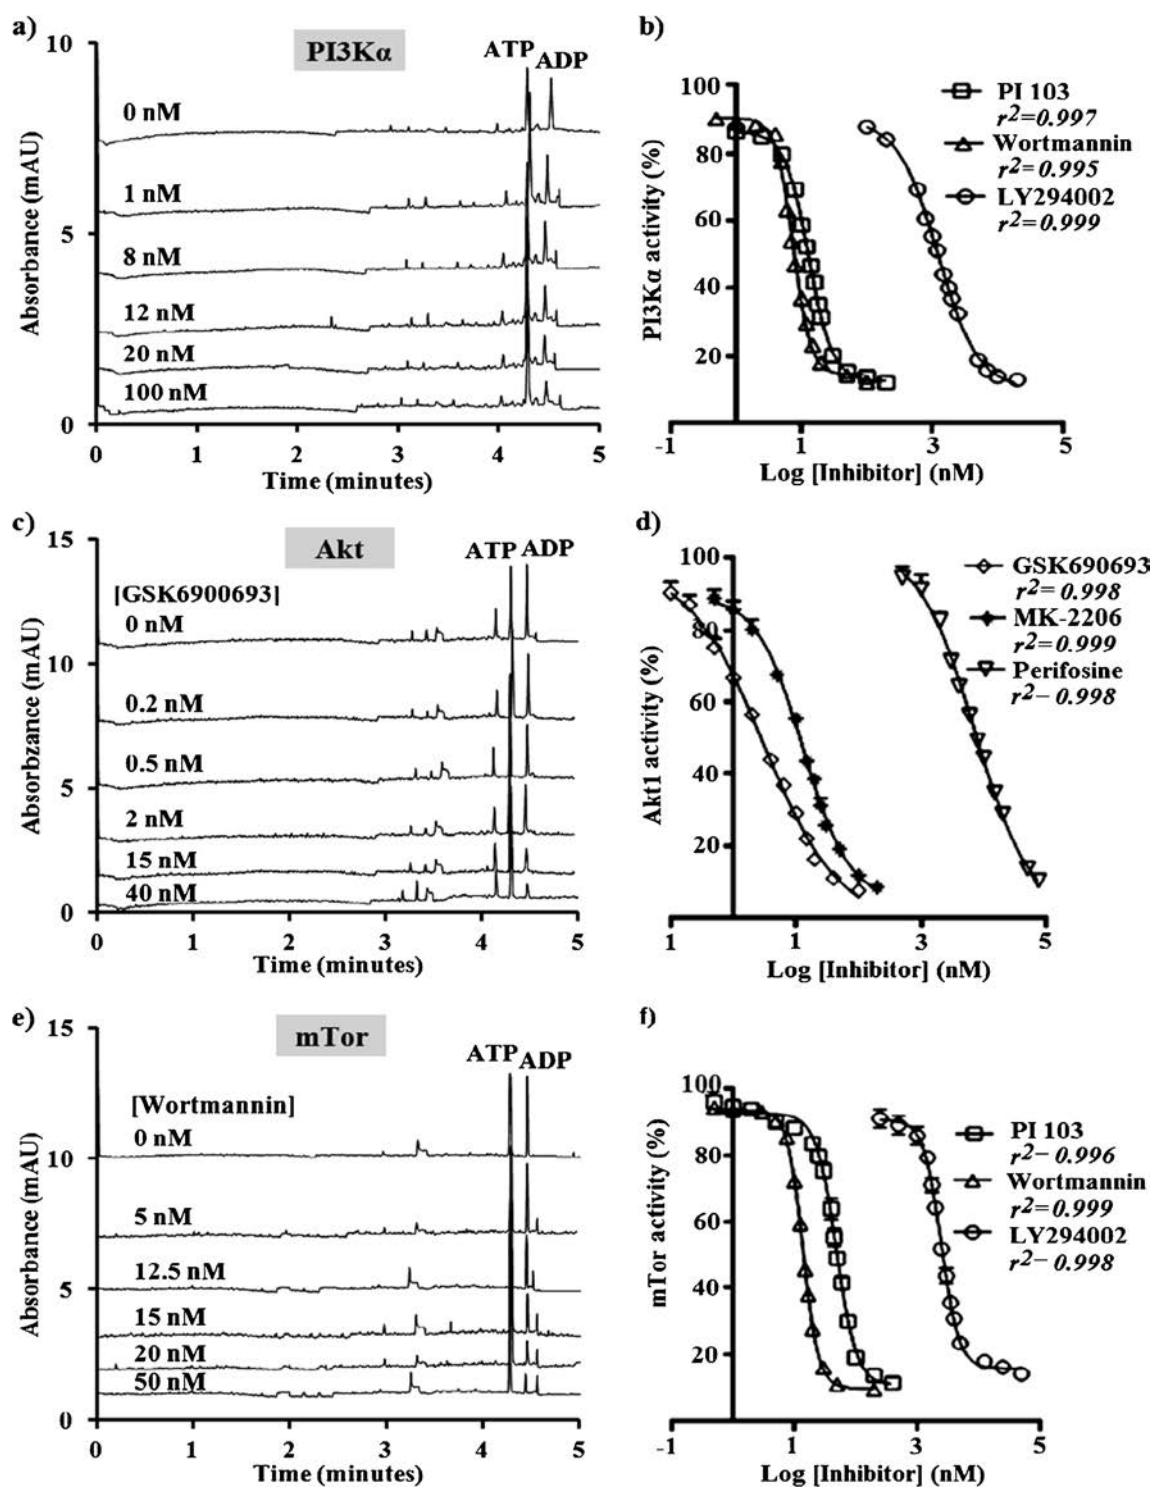 a)
PI3Kα
ATP
ADP
10
5
0
Absorbance (mAU)
0 nM
1 nM
8 nM
12 nM
20 nM
100 nM
0 1 2 3 4 5
Time (minutes)
b)
PI3Kα activity (%)
100
80
60
40
20
-1 1 3 5
Log [Inhibitor] (nM)
PI 103
r2=0.997
Wortmannin
r2=0.995
LY294002
r2=0.999
c)
Akt
ATP
ADP
15
10
5
0
Absorbzance (mAU)
[GSK6900693]
0 nM
0.2 nM
0.5 nM
2 nM
15 nM
40 nM
0 1 2 3 4 5
Time (minutes)
d)
Akt1 activity (%)
100
80
60
40
20
1 1 3 5
Log [Inhibitor] (nM)
GSK690693
r2= 0.998
MK-2206
r2=0.999
Perifosine
r2– 0.998
e)
mTor
ATP
ADP
15
10
5
0
Absorbance (mAU)
[Wortmannin]
0 nM
5 nM
12.5 nM
15 nM
20 nM
50 nM
0 1 2 3 4 5
Time (minutes)
f)
mTor activity (%)
100
80
60
40
20
-1 1 3 5
Log [Inhibitor] (nM)
PI 103
r2– 0.996
Wortmannin
r2=0.999
LY294002
r2– 0.998